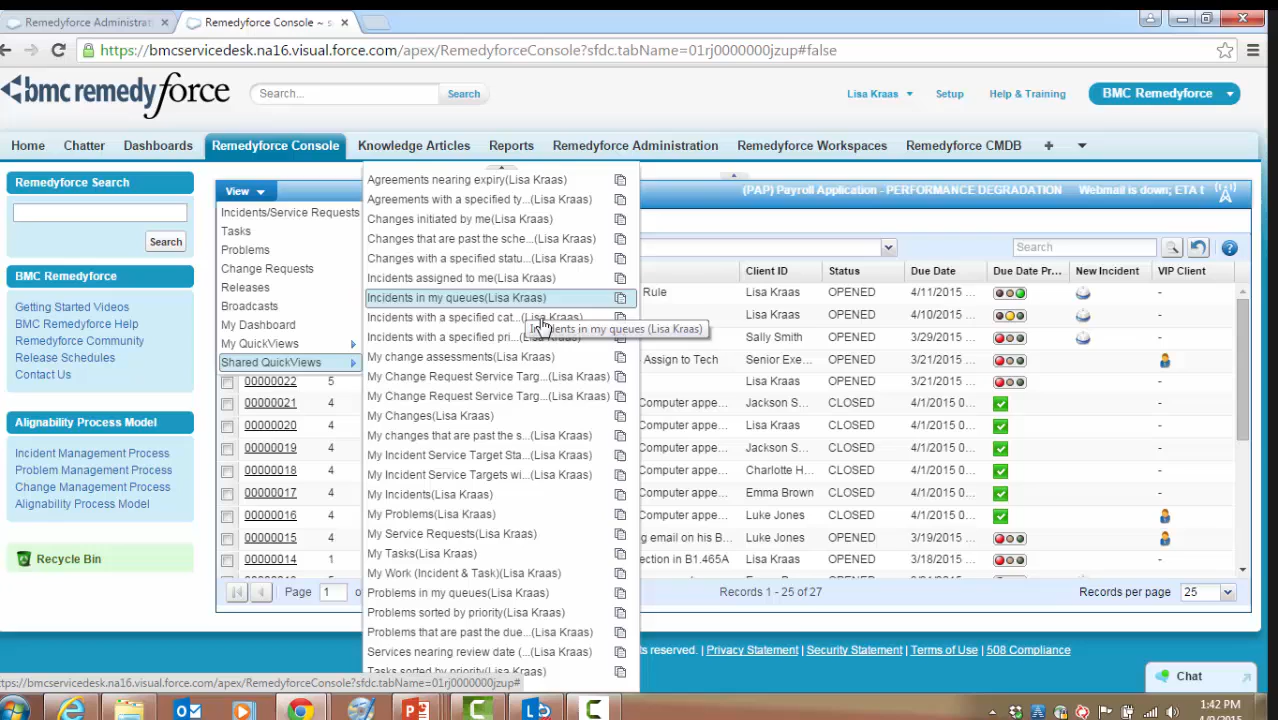 Remedyforce Administrat
Remedyforce Console ~ s
https://bmcservicedesk.na16.visual.force.com/apex/RemedyforceConsole?sfdc.tabName=01rj0000000jzup#false
bmc remedyforce
Search...
Search
Lisa Kraas
Setup
Help & Training
BMC Remedyforce
Home
Chatter
Dashboards
Remedyforce Console
Knowledge Articles
Reports
Remedyforce Administration
Remedyforce Workspaces
Remedyforce CMDB
Remedyforce Search
Search
BMC Remedyforce
Getting Started Videos
BMC Remedyforce Help
Remedyforce Community
Release Schedules
Contact Us
Alignability Process Model
Incident Management Process
Problem Management Process
Change Management Process
Alignability Process Model
Recycle Bin
View
(PAP) Payroll Application - PERFORMANCE DEGRADATION
Webmail is down; ETA t
Incidents/Service Requests
Tasks
Problems
Change Requests
Releases
Broadcasts
My Dashboard
My QuickViews
Shared QuickViews
Agreements nearing expiry(Lisa Kraas)
Agreements with a specified ty...(Lisa Kraas)
Changes initiated by me(Lisa Kraas)
Changes that are past the sche...(Lisa Kraas)
Changes with a specified statu...(Lisa Kraas)
Incidents assigned to me(Lisa Kraas)
Incidents in my queues(Lisa Kraas)
Incidents with a specified cat...(Lisa Kraas)
Incidents in my queues (Lisa Kraas)
Incidents with a specified pri...(Lisa Kraas)
My change assessments(Lisa Kraas)
My Change Request Service Targ...(Lisa Kraas)
My Change Request Service Targ...(Lisa Kraas)
My Changes(Lisa Kraas)
My changes that are past the s...(Lisa Kraas)
My Incident Service Target Sta...(Lisa Kraas)
My Incident Service Targets wi...(Lisa Kraas)
My Incidents(Lisa Kraas)
My Problems(Lisa Kraas)
My Service Requests(Lisa Kraas)
My Tasks(Lisa Kraas)
My Work (Incident & Task)(Lisa Kraas)
Problems in my queues(Lisa Kraas)
Problems sorted by priority(Lisa Kraas)
Problems that are past the due...(Lisa Kraas)
Services nearing review date (...(Lisa Kraas)
Tasks sorted by priority(Lisa Kraas)
Search
Client ID Status Due Date Due Date Pr... New Incident VIP Client
Rule Lisa Kraas OPENED 4/11/2015 ... -
Lisa Kraas OPENED 4/10/2015 ... -
Sally Smith OPENED 3/29/2015 ... -
Assign to Tech Senior Exe... OPENED 3/21/2015 ...
00000022 5 Lisa Kraas OPENED 3/21/2015 ... -
00000021 4 Computer appe... Jackson S... CLOSED 4/1/2015 0... -
00000020 4 Computer appe... Lisa Kraas CLOSED 4/1/2015 0... -
00000019 4 Computer appe... Jackson S... CLOSED 4/1/2015 0... -
00000018 4 Computer appe... Charlotte H... CLOSED 4/1/2015 0... -
00000017 4 Computer appe... Emma Brown CLOSED 4/1/2015 0... -
00000016 4 Computer appe... Luke Jones CLOSED 4/1/2015 0...
00000015 4 g email on his B... Luke Jones OPENED 3/19/2015 ...
00000014 1 ction in B1.465A Lisa Kraas OPENED 3/18/2015 ... -
Page 1 o
Records 1 - 25 of 27
Records per page 25
s reserved. | Privacy Statement | Security Statement | Terms of Use | 508 Compliance
Chat
ttps://bmcservicedesk.na16.visual.force.com/apex/RemedyforceConsole?sfdc.tabName=01rj0000000jzup#
1:42 PM
4/9/2015